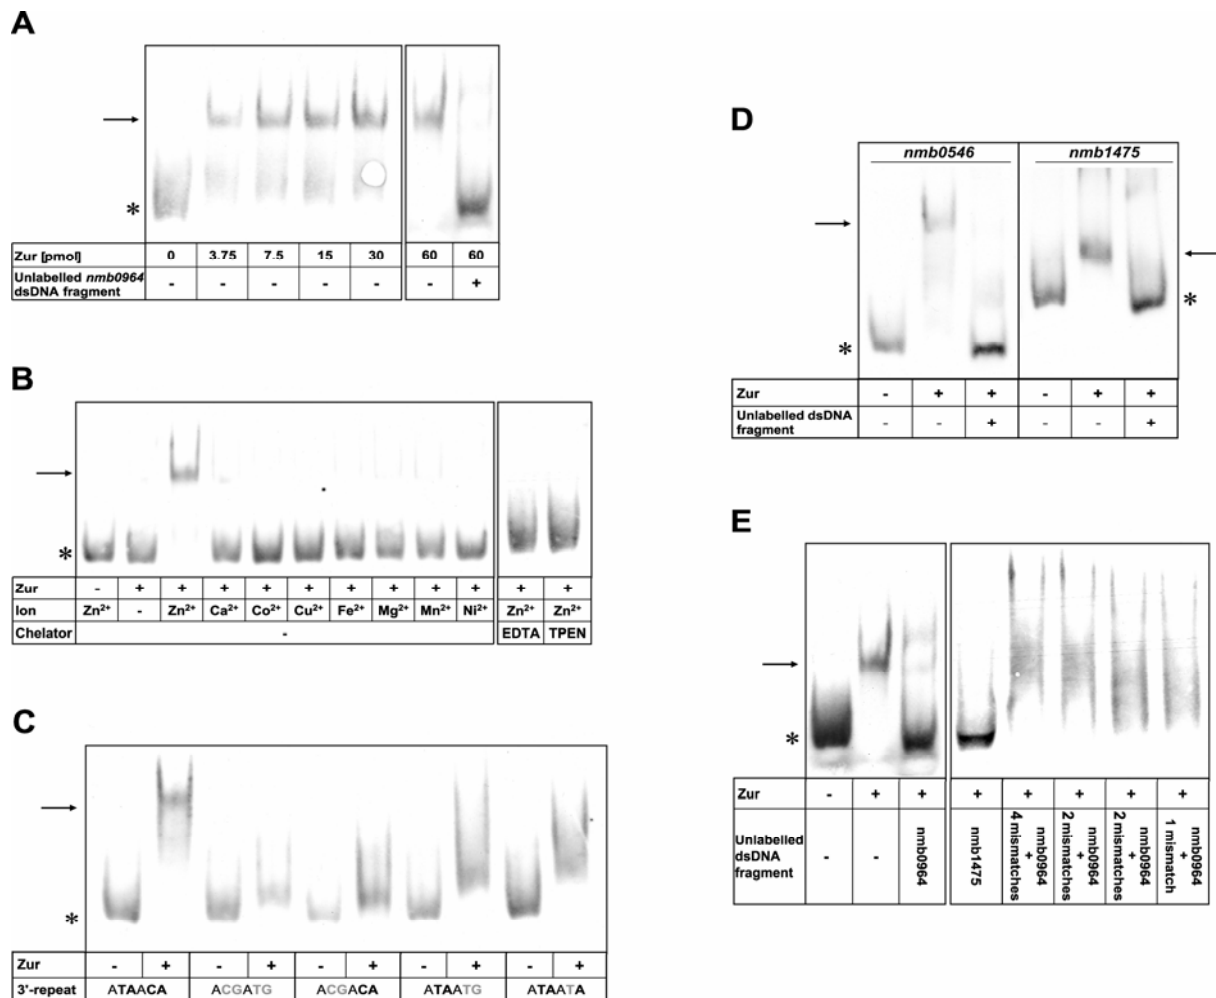 A
*
Zur [pmol] 0 3.75 7.5 15 30 60 60
Unlabelled nmb0964
dsDNA fragment - - - - - - +
B
*
Zur - + + + + + + + + + + +
Ion Zn²⁺ - Zn²⁺ Ca²⁺ Co²⁺ Cu²⁺ Fe²⁺ Mg²⁺ Mn²⁺ Ni²⁺ Zn²⁺ Zn²⁺
Chelator - EDTA TPEN
C
*
Zur - + - + - + - + - +
3'-repeat ATAACA ACGATG ACGACA ATAATG ATAATA
D
nmb0546 nmb1475
*
*
Zur - + + - + +
Unlabelled dsDNA
fragment - - + - - +
E
*
Zur - + + + + + + +
Unlabelled
dsDNA
fragment
-
-
nmb0964
nmb1475
nmb0964
+
4 mismatches
nmb0964
+
2 mismatches
nmb0964
+
2 mismatches
nmb0964
+
1 mismatch